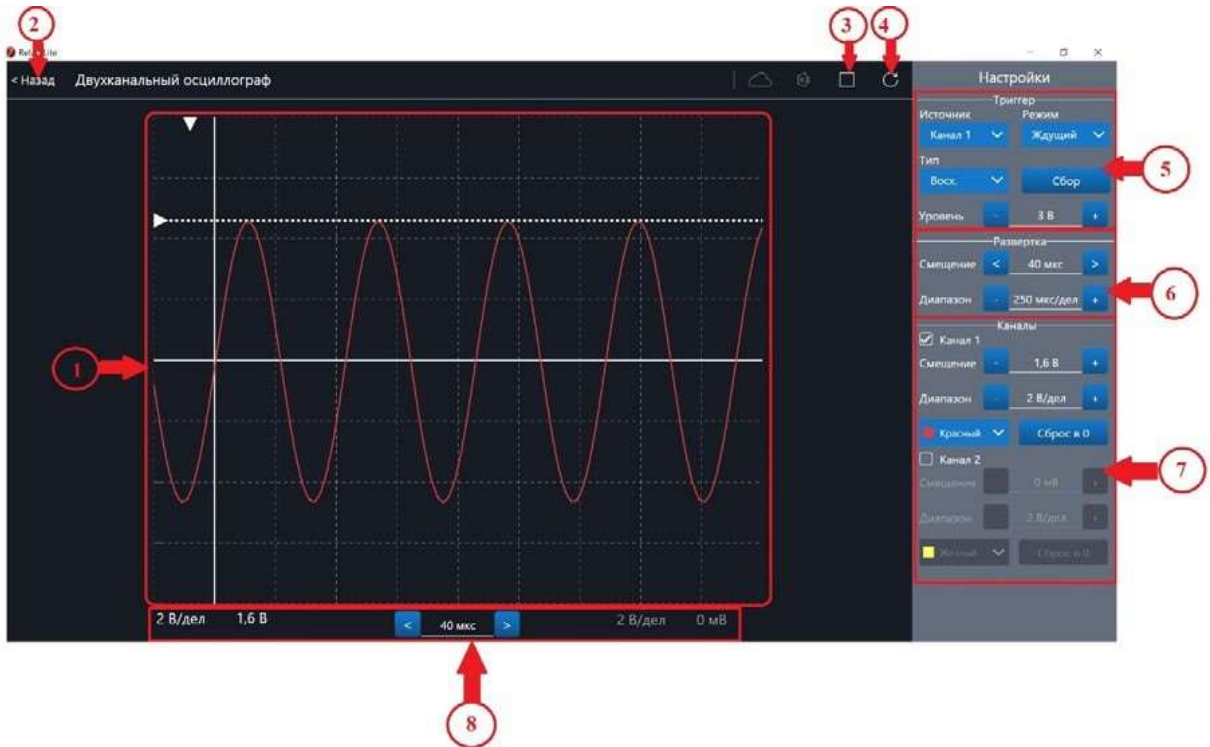 2
3
4
Relab Lite
< Назад Двухканальный осциллограф
Настройки
Триггер
Источник Режим
Канал 1 Ждущий
Тип
Восх. Сбор
5
Уровень - 3 В +
Развертка
Смещение < 40 мкс >
6
Диапазон - 250 мкс/дел +
Каналы
Канал 1
1
Смещение - 1,6 В +
Диапазон - 2 В/дел +
Красный Сброс в 0
Канал 2
7
Смещение - 0 мВ +
Диапазон - 2 В/дел +
Желтый Сброс в 0
2 В/дел 1,6 В < 40 мкс > 2 В/дел 0 мВ
8